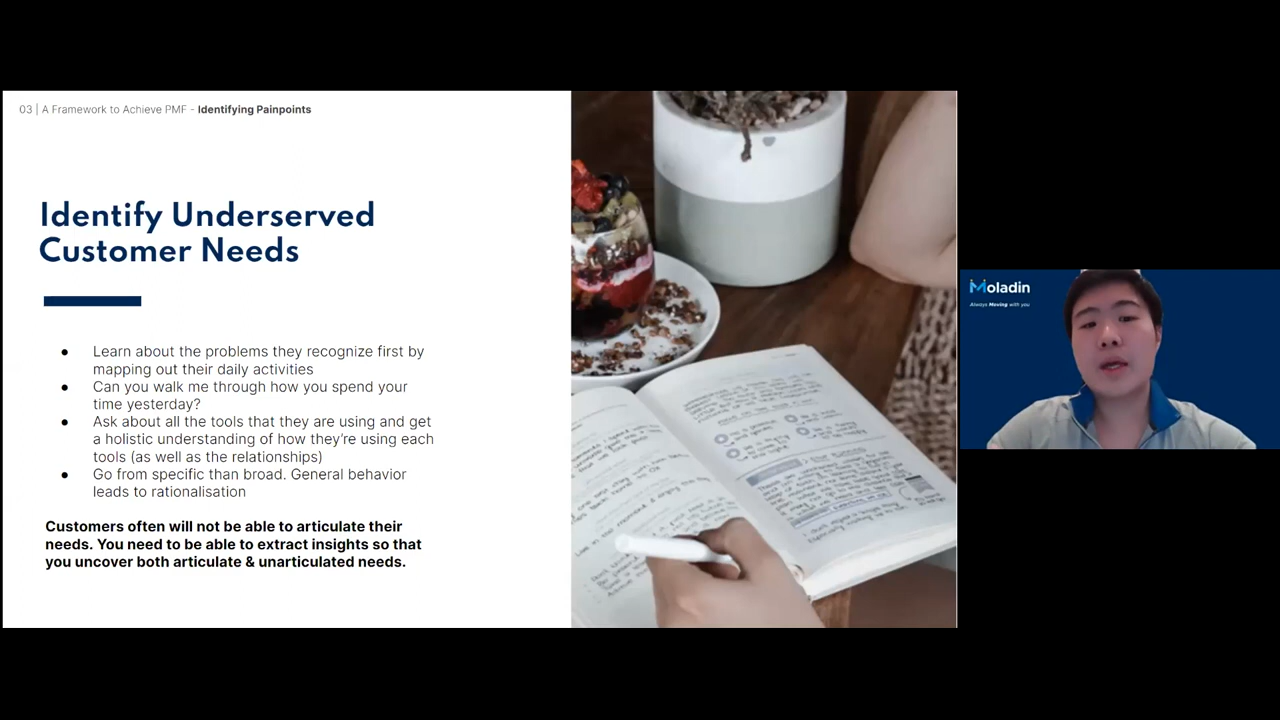 03 | A Framework to Achieve PMF - Identifying Painpoints
Identify Underserved
Customer Needs
● Learn about the problems they recognize first by
mapping out their daily activities
● Can you walk me through how you spend your
time yesterday?
● Ask about all the tools that they are using and get
a holistic understanding of how they're using each
tools (as well as the relationships)
● Go from specific than broad. General behavior
leads to rationalisation
Customers often will not be able to articulate their
needs. You need to be able to extract insights so that
you uncover both articulate & unarticulated needs.
Moladin
Always Moving with you